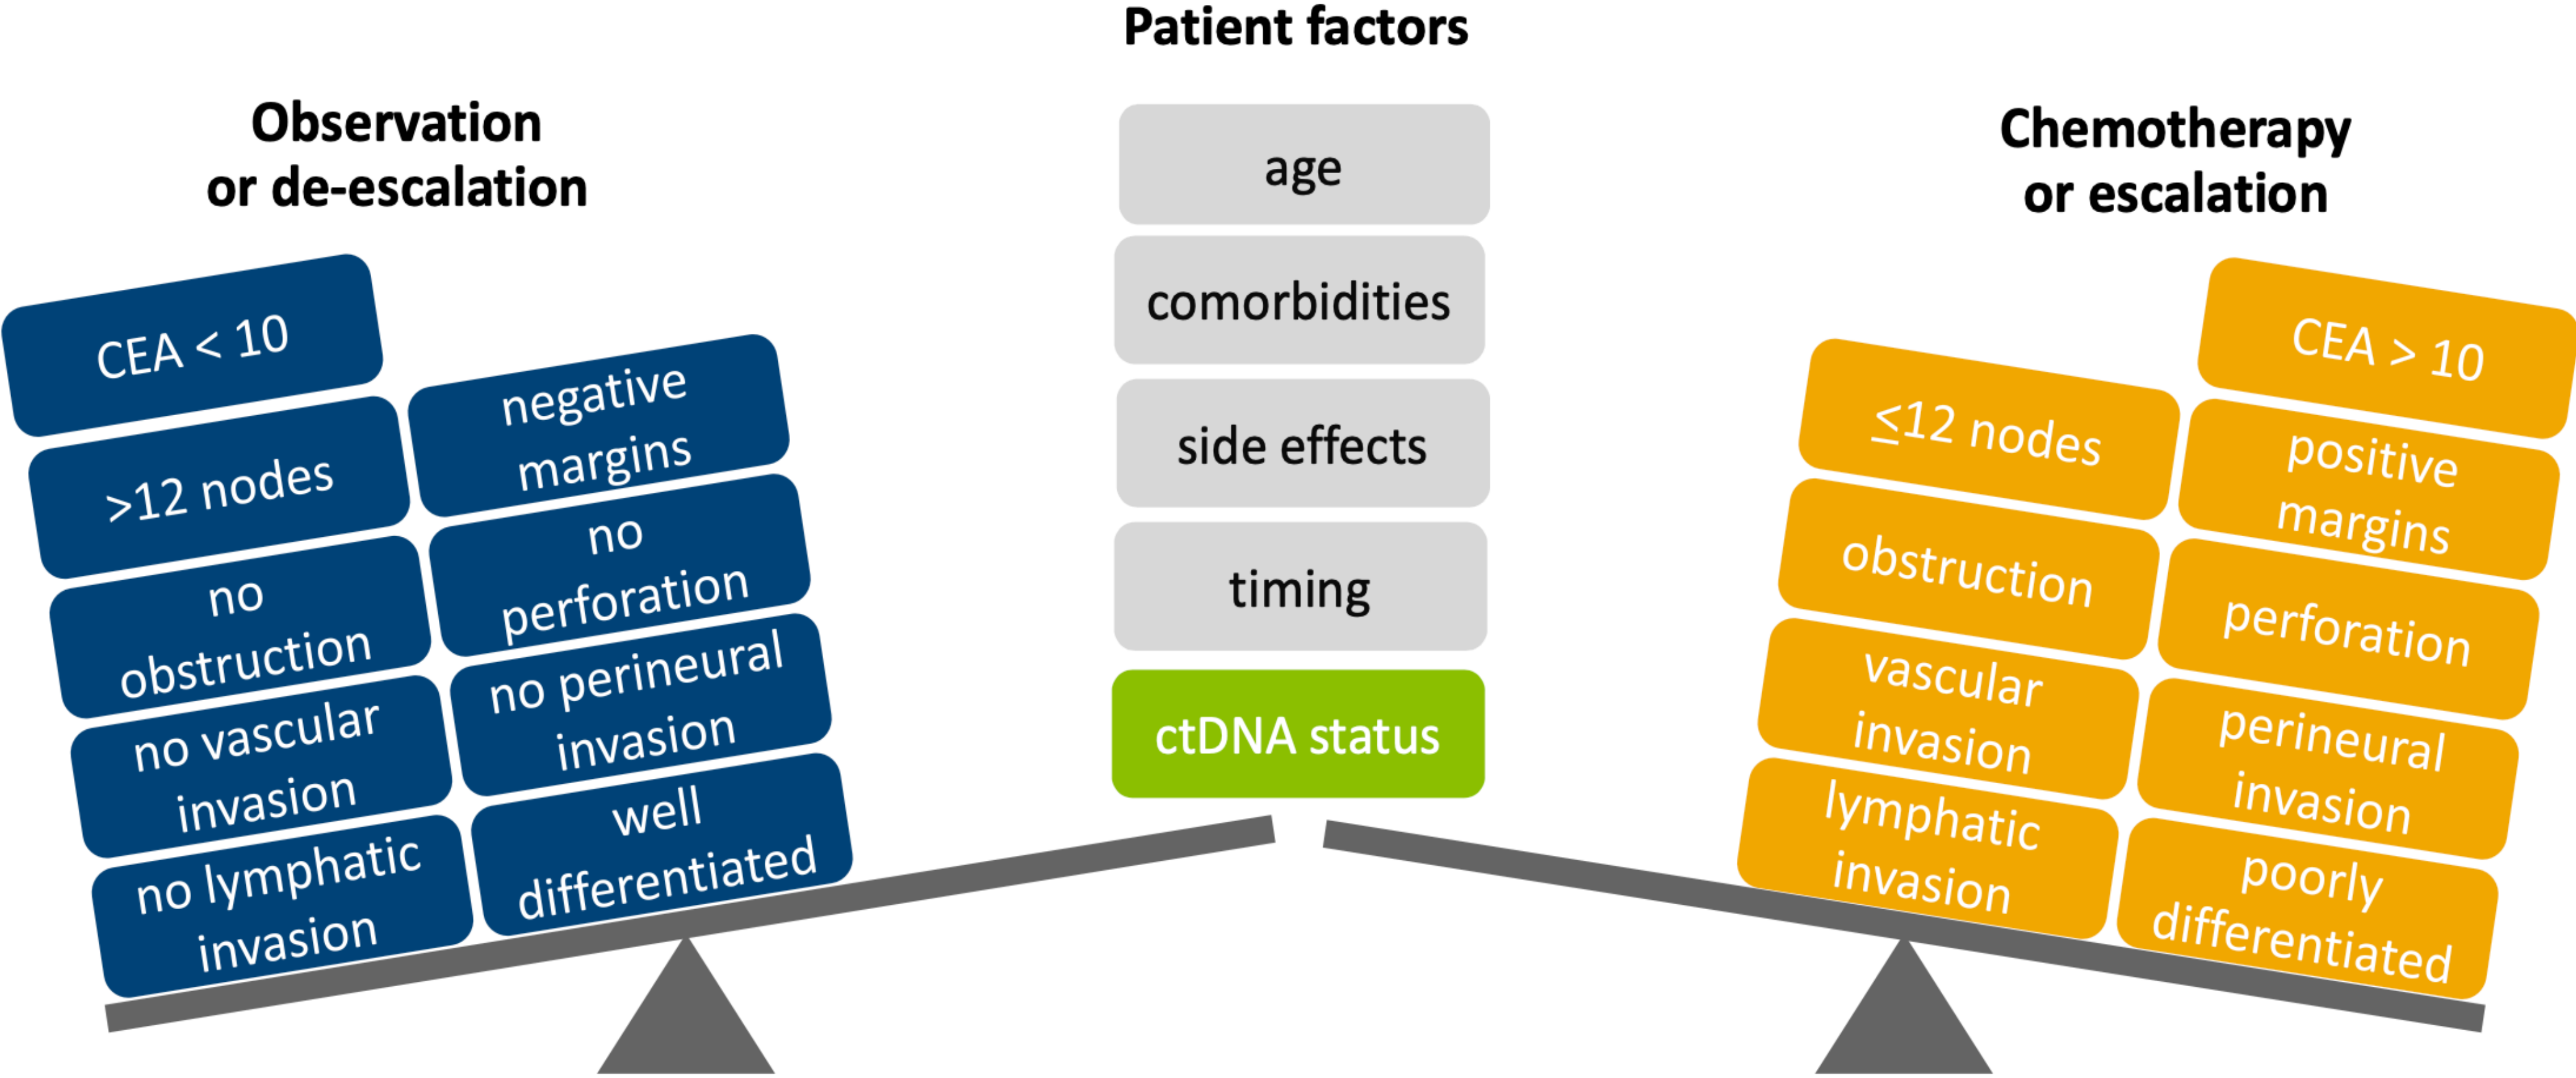 Patient factors
Observation
or de-escalation
Chemotherapy
or escalation
CEA < 10
negative
margins
>12 nodes
no
perforation
no
obstruction
no perineural
invasion
no vascular
invasion
well
differentiated
no lymphatic
invasion
age
comorbidities
side effects
timing
ctDNA status
CEA > 10
≤12 nodes
positive
margins
obstruction
perforation
vascular
invasion
perineural
invasion
lymphatic
invasion
poorly
differentiated